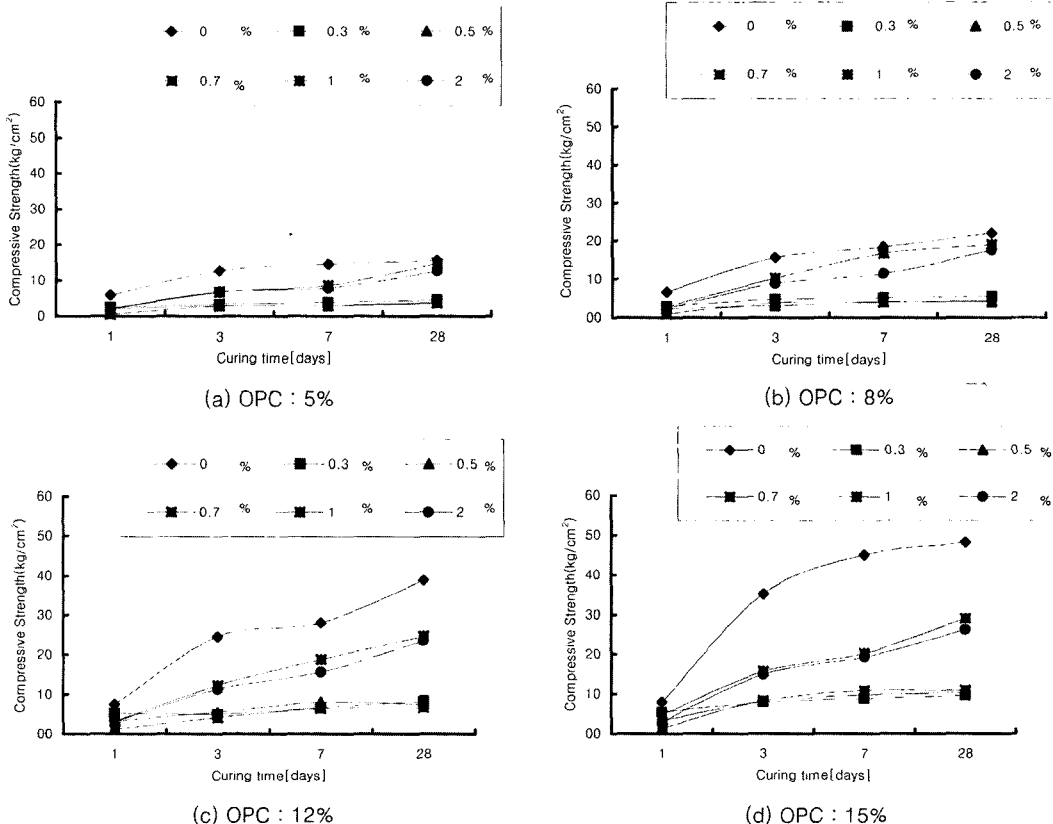 0 % 0.3 % 0.5 %
0.7 % 1 % 2 %
60
50
40
30
20
10
0
Compressive Strength(kg/cm²)
1 3 7 28
Curing time[days]
(a) OPC : 5%
0 % 0.3 % 0.5%
0.7 % 1 % 2 %
60
50
40
30
20
10
00
Compressive Strength(kg/cm²)
1 3 7 28
Curing time[days]
(b) OPC : 8%
0 % 0.3 % 0.5 %
0.7 % 1 % 2 %
60
50
40
30
20
10
00
Compressive Strength(kg/cm²)
1 3 7 28
Curing time[days]
(c) OPC : 12%
0 % 0.3 % 0.5 %
0.7 % 1 % 2 %
60
50
40
30
20
10
00
Compressive Strength(kg/cm²)
1 3 7 28
Curing time[days]
(d) OPC : 15%